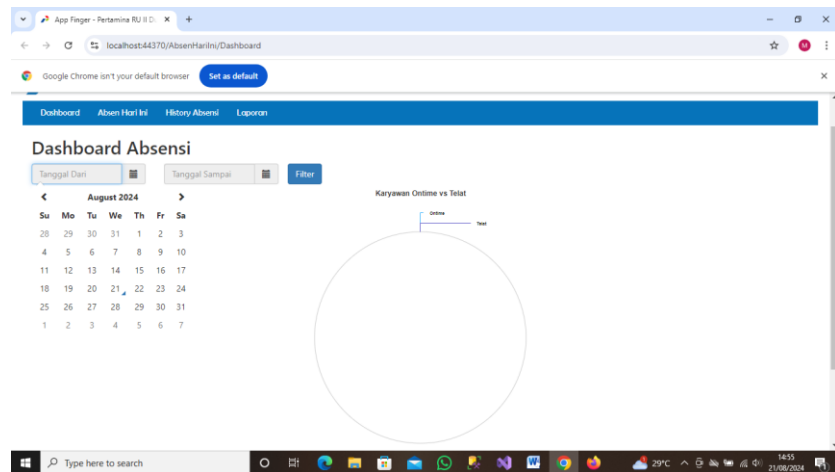 App Finger - Pertamina RU II D
localhost:44370/AbsenHariIni/Dashboard
Google Chrome isn't your default browser Set as default
Dashboard Absen Hari Ini History Absensi Laporan
Dashboard Absensi
Tanggal Dari Tanggal Sampai Filter
August 2024
Su Mo Tu We Th Fr Sa
28 29 30 31 1 2 3
4 5 6 7 8 9 10
11 12 13 14 15 16 17
18 19 20 21 22 23 24
25 26 27 28 29 30 31
1 2 3 4 5 6 7
Karyawan Ontime vs Telat
Ontime
Telat
Type here to search
29°C
14:55
21/08/2024